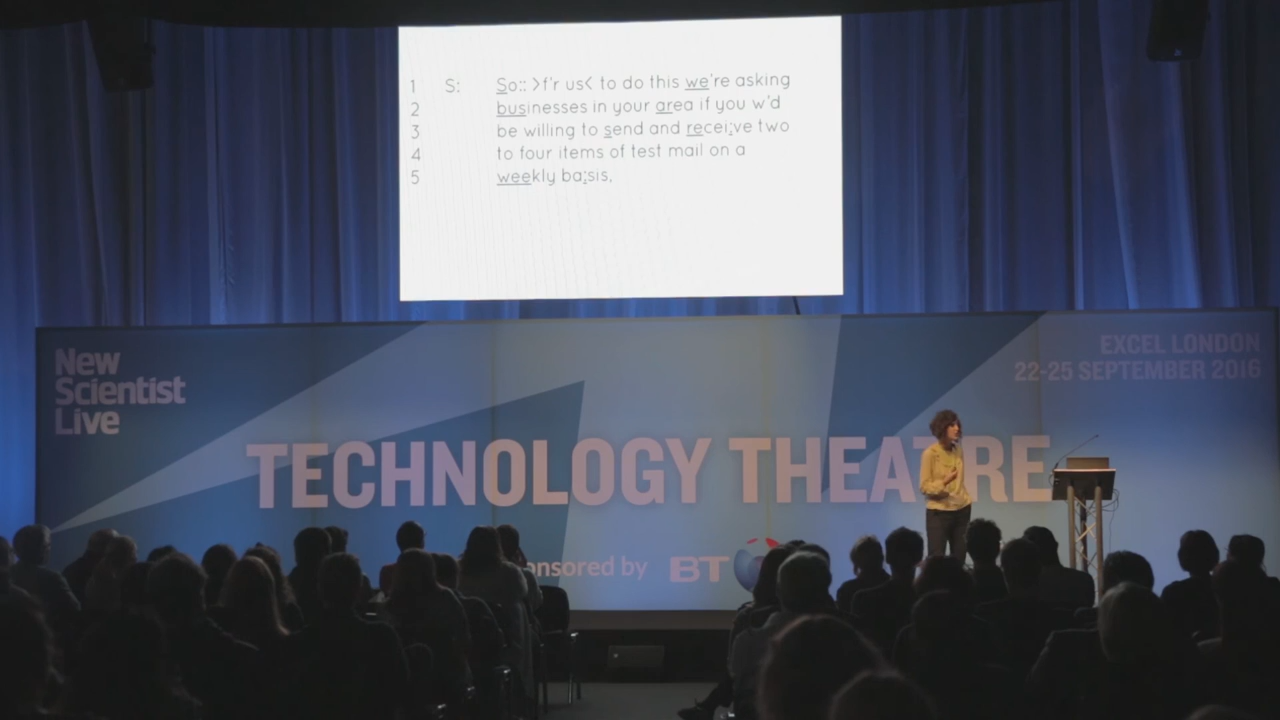 1 S: So:: >f'r us< to do this we're asking
2 businesses in your area if you w'd
3 be willing to send and recei:ve two
4 to four items of test mail on a
5 weekly ba:sis,
New
Scientist
Live
EXCEL LONDON
22-25 SEPTEMBER 2016
TECHNOLOGY THEATRE
onsored by BT